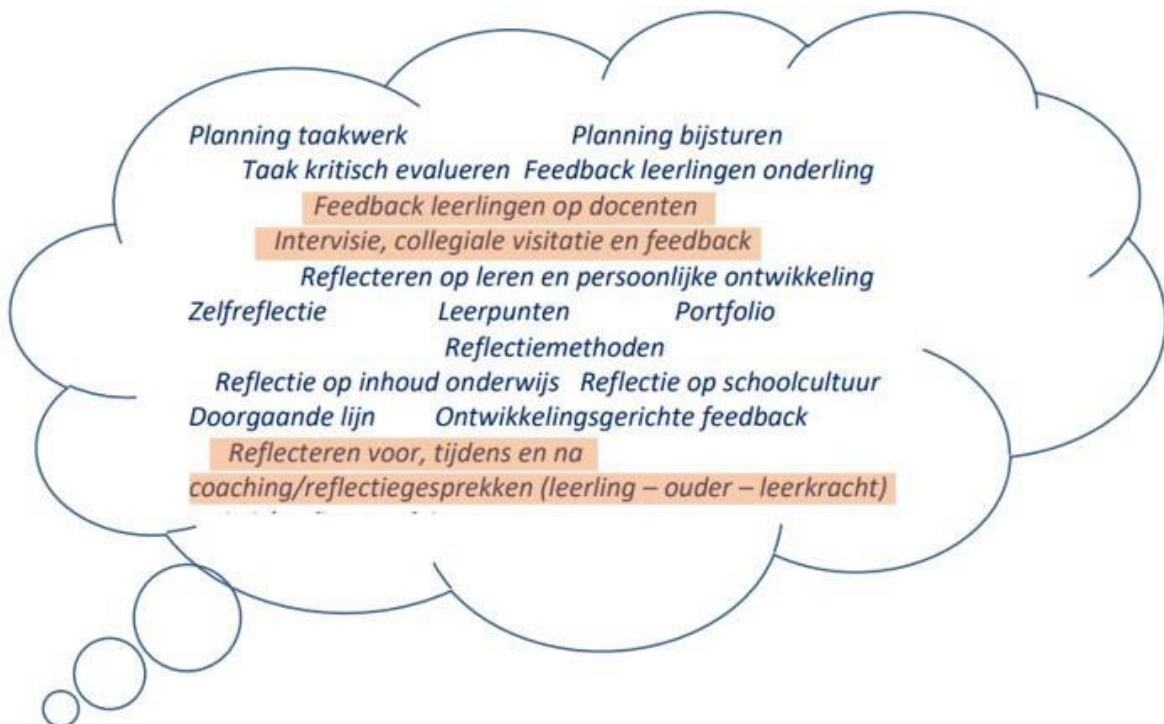 Planning taakwerk Planning bijsturen
Taak kritisch evalueren Feedback leerlingen onderling
Feedback leerlingen op docenten
Intervisie, collegiale visitatie en feedback
Reflecteren op leren en persoonlijke ontwikkeling
Zelfreflectie Leerpunten Portfolio
Reflectiemethoden
Reflectie op inhoud onderwijs Reflectie op schoolcultuur
Doorgaande lijn Ontwikkelingsgerichte feedback
Reflecteren voor, tijdens en na
coaching/reflectiegesprekken (leerling – ouder – leerkracht)